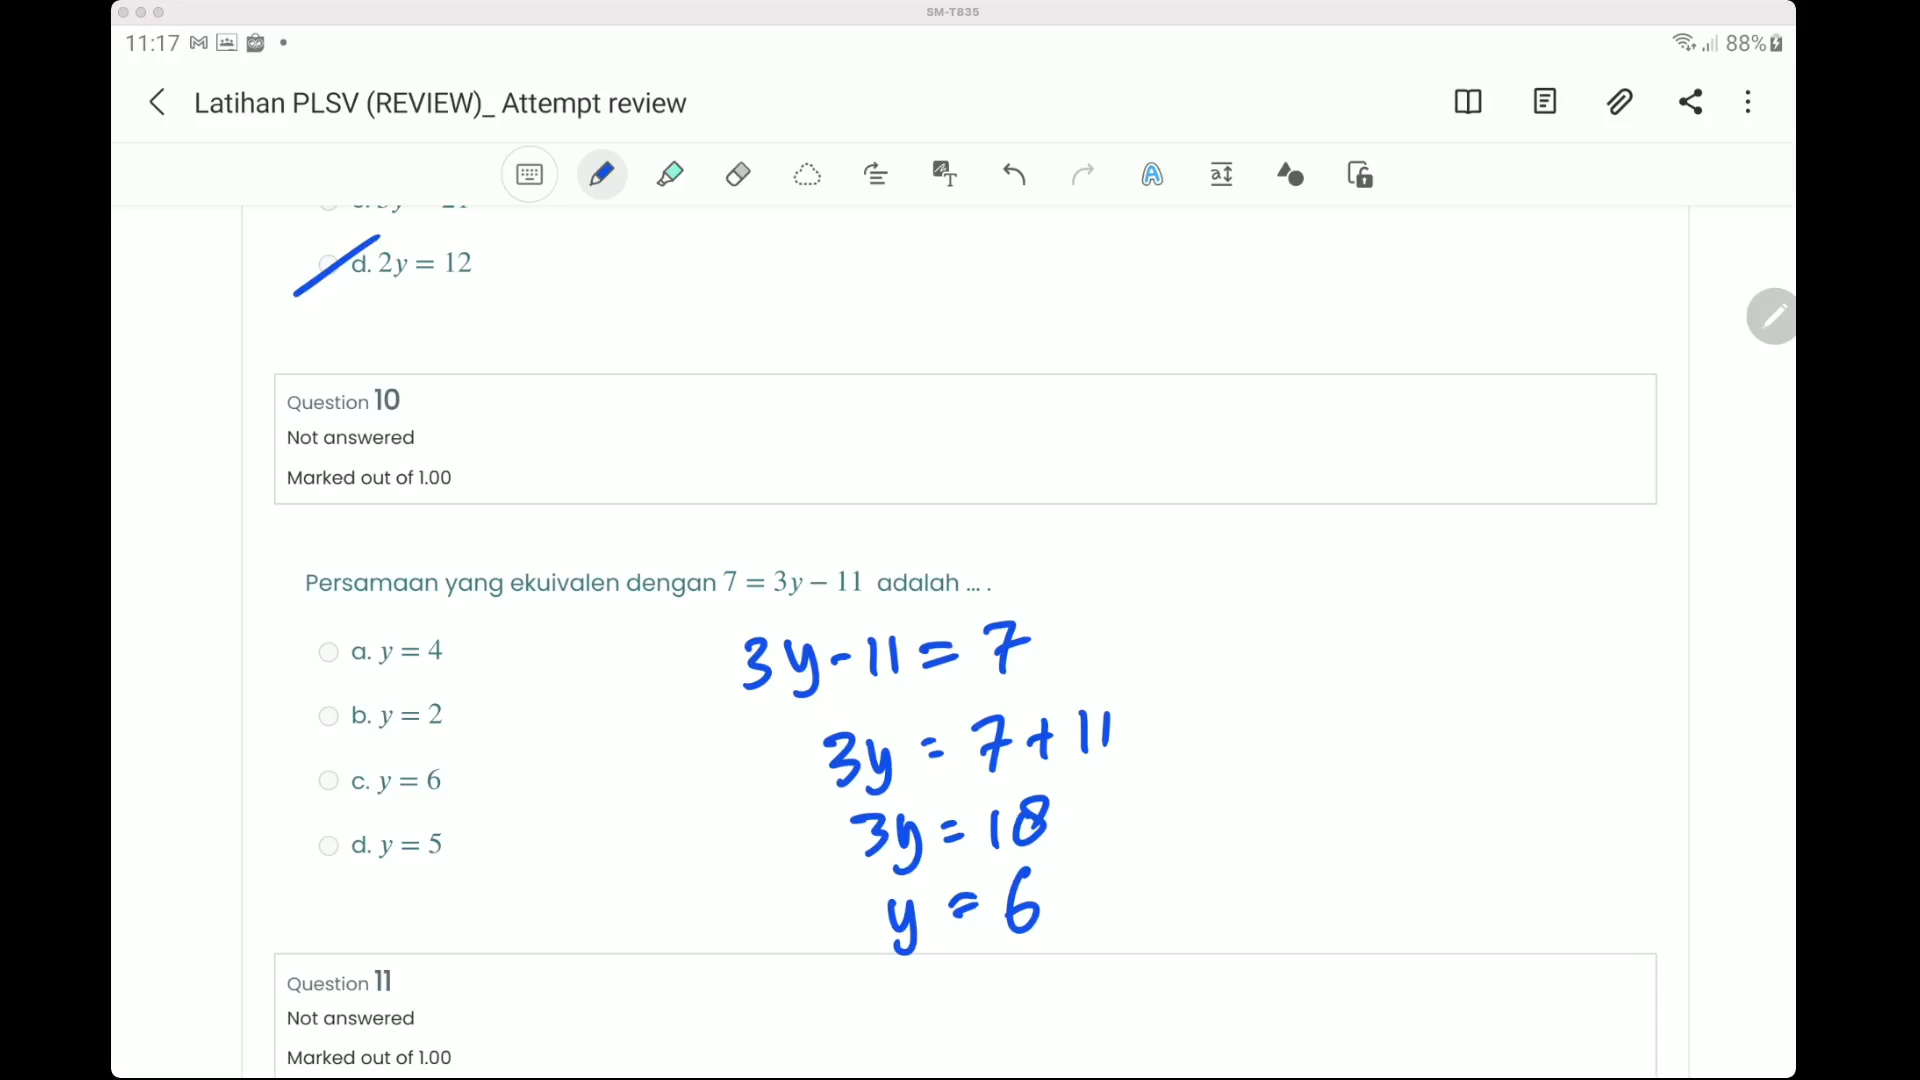 SM-T835
11:17
88%
Latihan PLSV (REVIEW)_ Attempt review
d. 2y = 12
Question 10
Not answered
Marked out of 1.00
Persamaan yang ekuivalen dengan 7 = 3y − 11 adalah ... .
a. y = 4
b. y = 2
c. y = 6
d. y = 5
3y - 11 = 7
3y = 7 + 11
3y = 18
y = 6
Question 11
Not answered
Marked out of 1.00